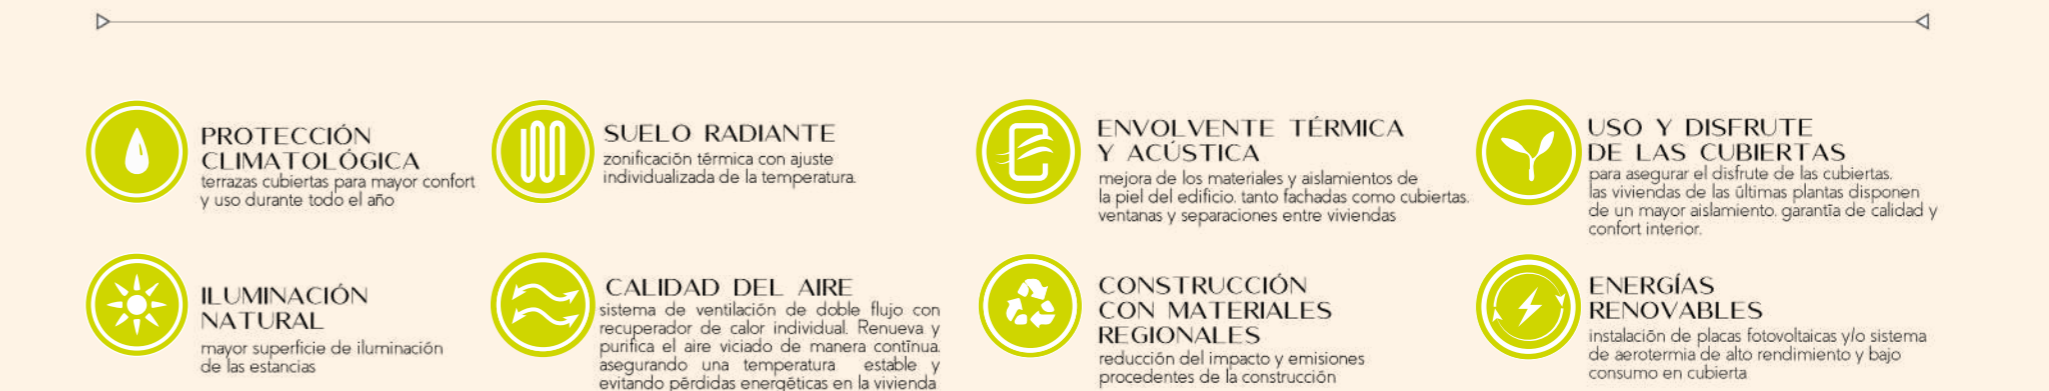 PROTECCIÓN
CLIMATOLÓGICA
terrazas cubiertas para mayor confort
y uso durante todo el año
SUELO RADIANTE
zonificación térmica con ajuste
individualizada de la temperatura.
ENVOLVENTE TÉRMICA
Y ACÚSTICA
mejora de los materiales y aislamientos de
la piel del edificio. tanto fachadas como cubiertas.
ventanas y separaciones entre viviendas
USO Y DISFRUTE
DE LAS CUBIERTAS
para asegurar el disfrute de las cubiertas.
las viviendas de las últimas plantas disponen
de un mayor aislamiento. garantía de calidad y
confort interior.
ILUMINACIÓN
NATURAL
mayor superficie de iluminación
de las estancias
CALIDAD DEL AIRE
sistema de ventilación de doble flujo con
recuperador de calor individual. Renueva y
purifica el aire viciado de manera contínua.
asegurando una temperatura estable y
evitando pérdidas energéticas en la vivienda
CONSTRUCCIÓN
CON MATERIALES
REGIONALES
reducción del impacto y emisiones
procedentes de la construcción
ENERGÍAS
RENOVABLES
instalación de placas fotovoltaicas y/o sistema
de aerotermia de alto rendimiento y bajo
consumo en cubierta